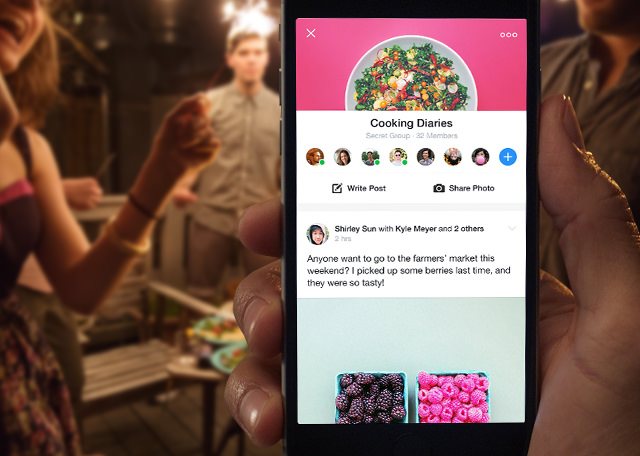 Cooking Diaries
Secret Group · 32 Members
Write Post
Share Photo
Shirley Sun with Kyle Meyer and 2 others
2 hrs
Anyone want to go to the farmers' market this
weekend? I picked up some berries last time, and
they were so tasty!